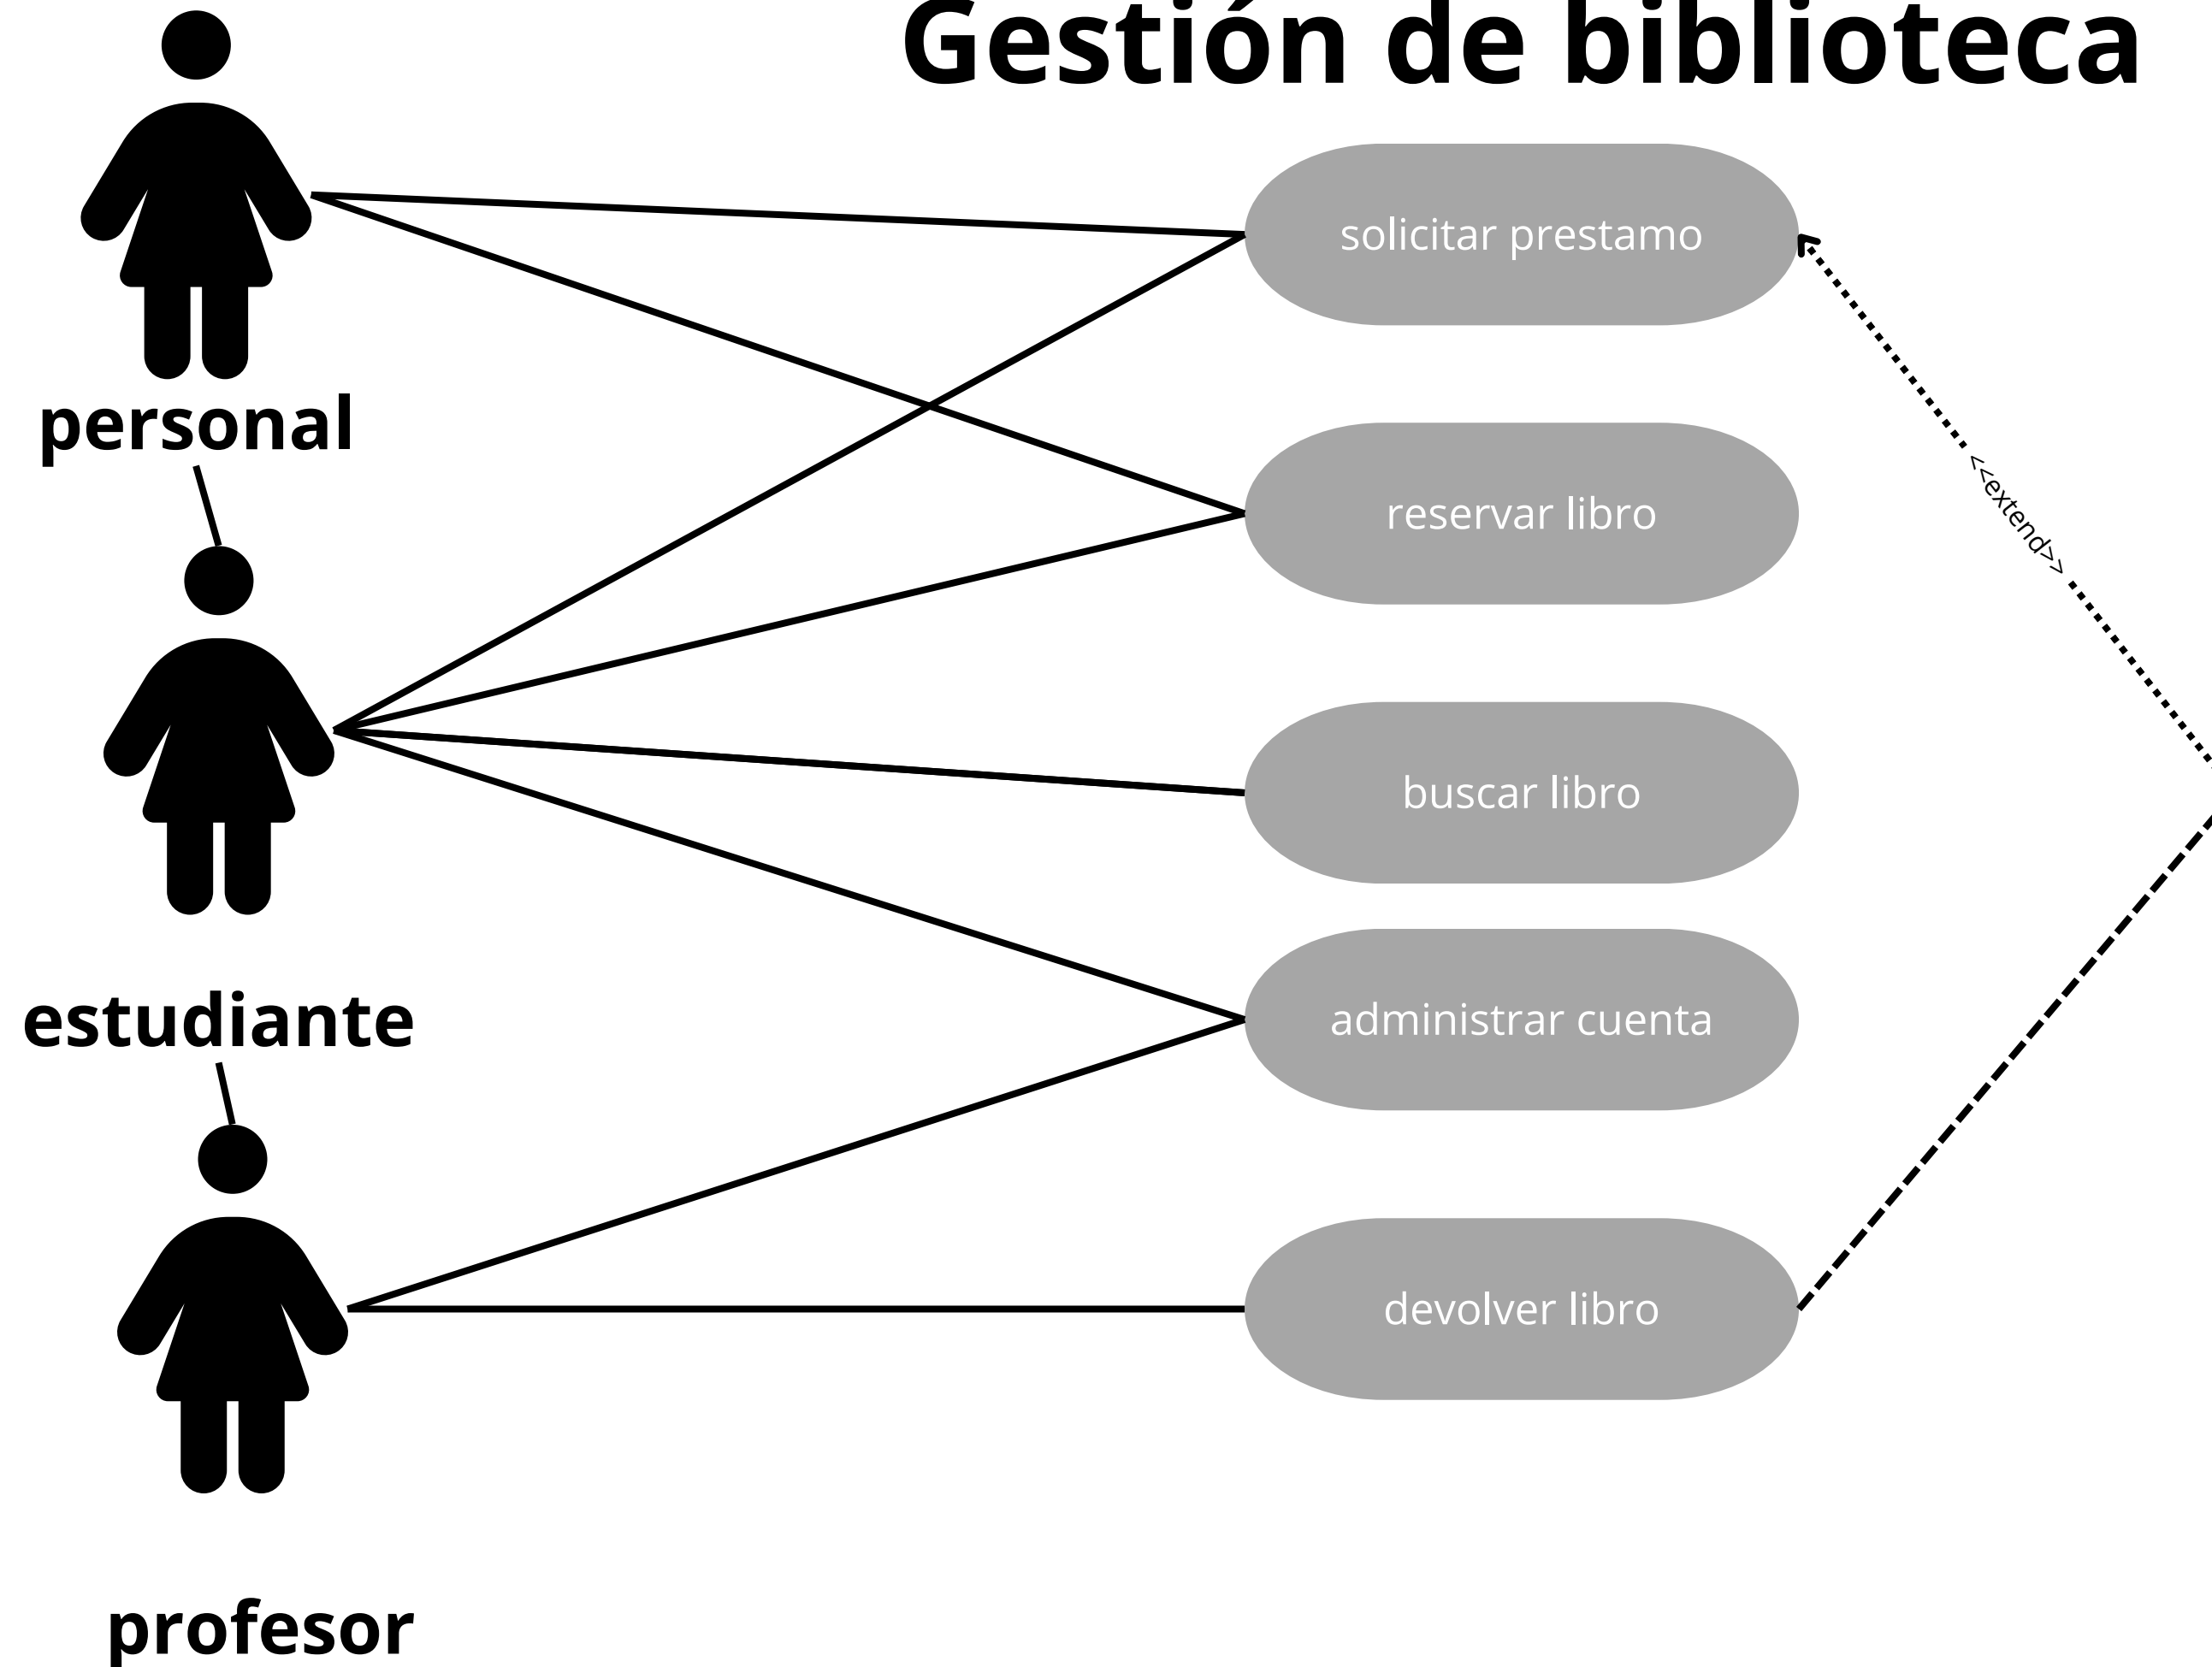 Gestión de biblioteca
solicitar prestamo
personal
<<extend>>
reservar libro
buscar libro
estudiante
administrar cuenta
devolver libro
profesor